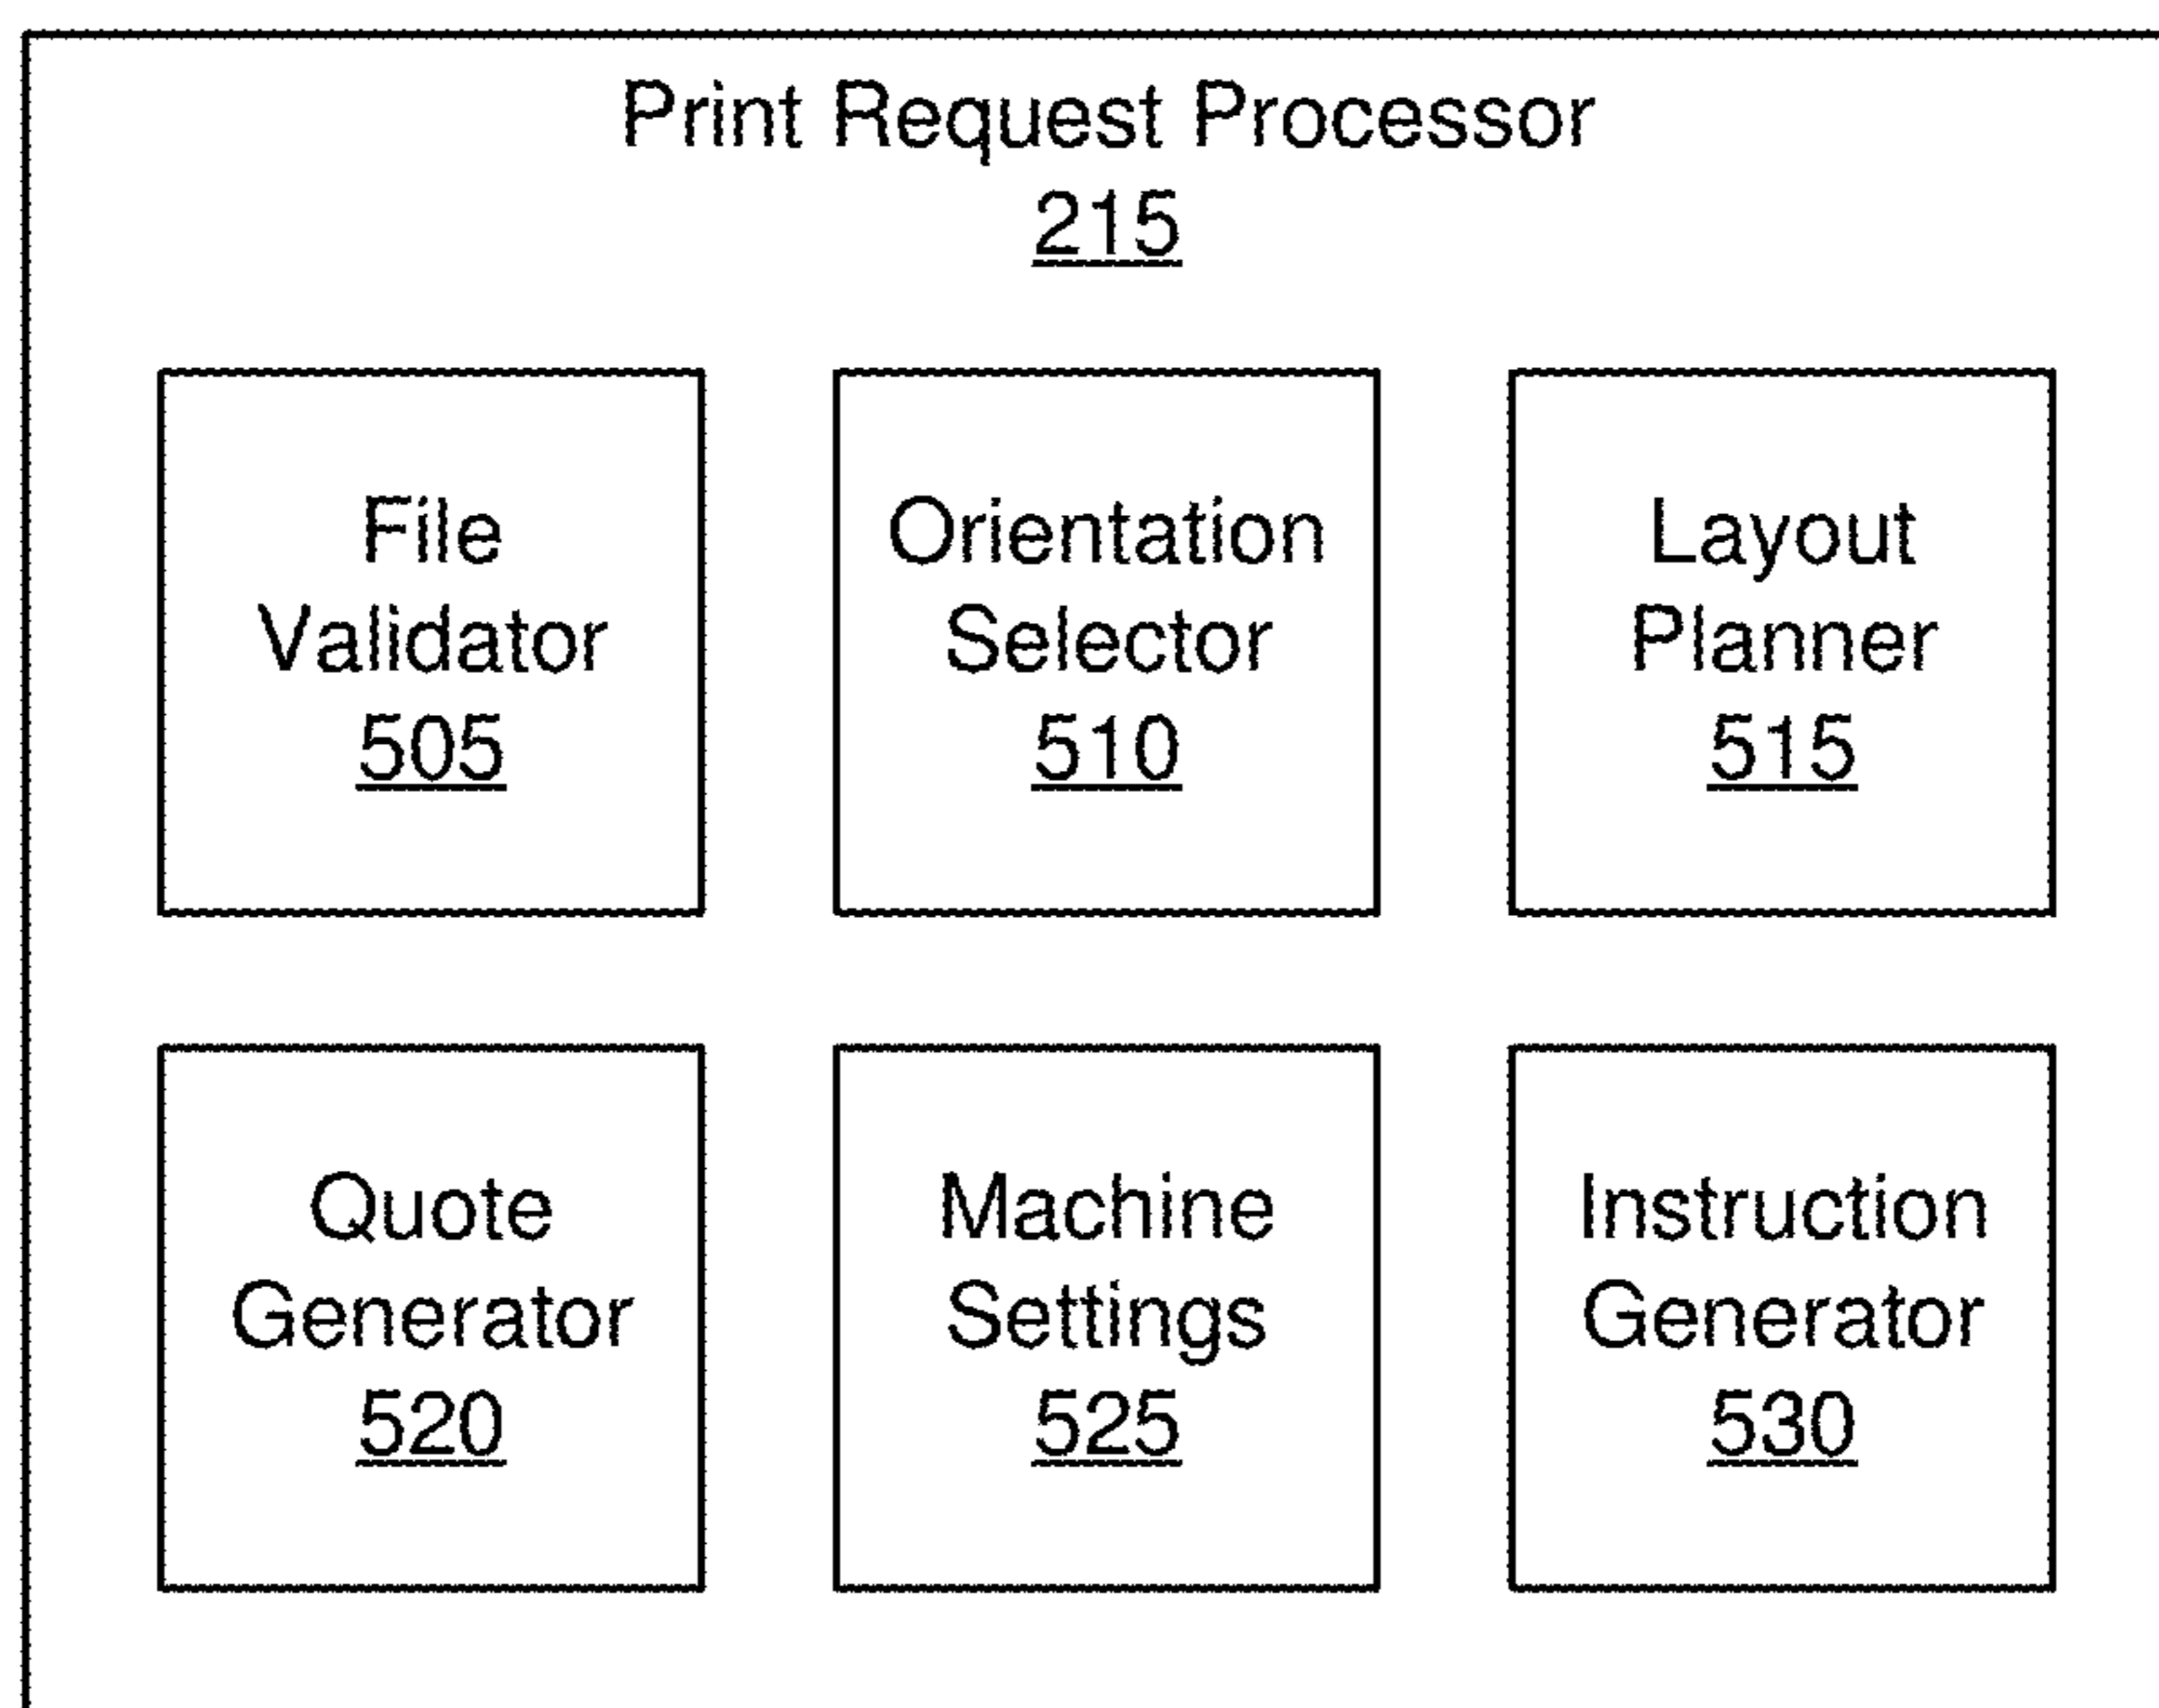 Print Request Processor
215
File
Validator
505
Orientation
Selector
510
Layout
Planner
515
Quote
Generator
520
Machine
Settings
525
Instruction
Generator
530